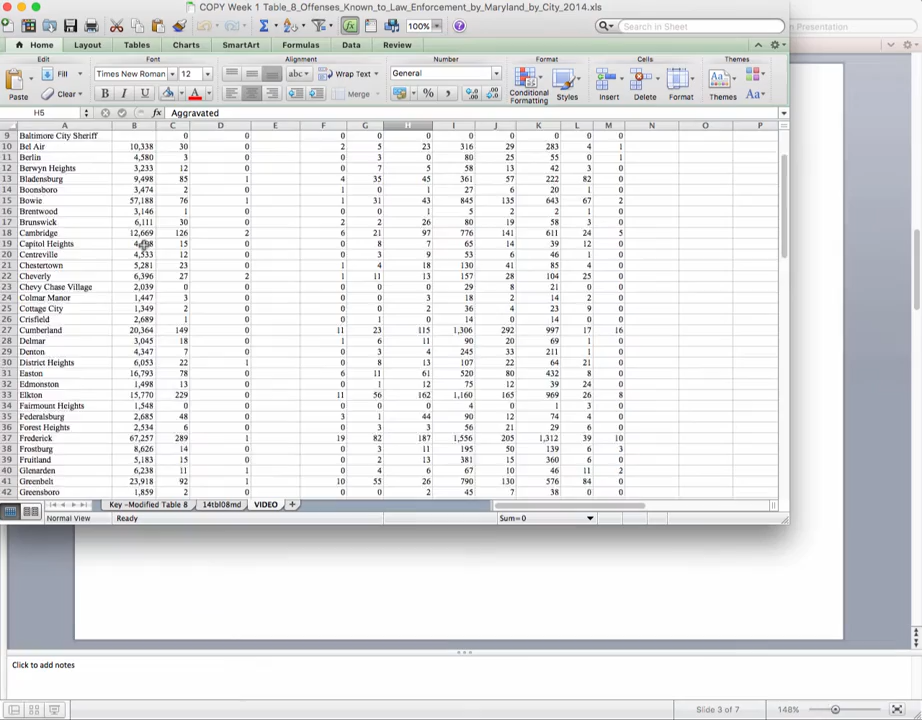 COPY Week 1 Table_8_Offenses_Known_to_Law_Enforcement_by_Maryland_by_City_2014.xls
100%
Search in Sheet
Presentation
Home Layout Tables Charts SmartArt Formulas Data Review
Edit Font Alignment Number Format Cells Themes
Fill Times New Roman 12 abc Wrap Text General
Paste Clear B I U A Merge % Conditional Formatting Styles Insert Delete Format Themes Aa
H5 fx Aggravated
A B C D E F G H I J K L M N O P
9 Baltimore City Sheriff 0 0 0 0 0 0 0 0 0 0
10 Bel Air 10,338 30 0 2 5 23 316 29 283 4 1
11 Berlin 4,580 3 0 0 3 0 80 25 55 0 1
12 Berwyn Heights 3,233 12 0 0 7 5 58 13 42 3 0
13 Bladensburg 9,498 85 1 4 35 45 361 57 222 82 0
14 Boonsboro 3,474 2 0 1 0 1 27 6 20 1 0
15 Bowie 57,188 76 1 1 31 43 845 135 643 67 2
16 Brentwood 3,146 1 0 0 0 1 5 2 2 1 0
17 Brunswick 6,111 30 0 2 2 26 80 19 58 3 0
18 Cambridge 12,669 126 2 6 21 97 776 141 611 24 5
19 Capitol Heights 15 0 0 8 7 65 14 39 12 0
20 Centreville 4,533 12 0 0 3 9 53 6 46 1 0
21 Chestertown 5,281 23 0 1 4 18 130 41 85 4 0
22 Cheverly 6,396 27 2 1 11 13 157 28 104 25 0
23 Chevy Chase Village 2,039 0 0 0 0 0 29 8 21 0 0
24 Colmar Manor 1,447 3 0 0 0 3 18 2 14 2 0
25 Cottage City 1,349 2 0 0 0 2 36 4 23 9 0
26 Crisfield 2,689 1 0 0 1 0 14 0 14 0 0
27 Cumberland 20,364 149 0 11 23 115 1,306 292 997 17 16
28 Delmar 3,045 18 0 1 6 11 90 20 69 1 0
29 Denton 4,347 7 0 0 3 4 245 33 211 1 0
30 District Heights 6,053 22 1 0 8 13 107 22 64 21 0
31 Easton 16,793 78 0 6 11 61 520 80 432 8 0
32 Edmonston 1,498 13 0 0 1 12 75 12 39 24 0
33 Elkton 15,770 229 0 11 56 162 1,160 165 969 26 8
34 Fairmount Heights 1,548 0 0 0 0 0 4 0 1 3 0
35 Federalsburg 2,685 48 0 3 1 44 90 12 74 4 0
36 Forest Heights 2,534 6 0 0 3 3 56 21 29 6 0
37 Frederick 67,257 289 1 19 82 187 1,556 205 1,312 39 10
38 Frostburg 8,626 14 0 0 3 11 195 50 139 6 3
39 Fruitland 5,183 15 0 0 2 13 381 15 360 6 0
40 Glenarden 6,238 11 1 0 4 6 67 10 46 11 2
41 Greenbelt 23,918 92 1 10 55 26 790 130 576 84 0
42 Greensboro 1,859 2 0 0 0 2 45 7 38 0 0
Key -Modified Table 8 14tbl08md VIDEO +
Normal View Ready Sum=0
Click to add notes
Slide 3 of 7 148%